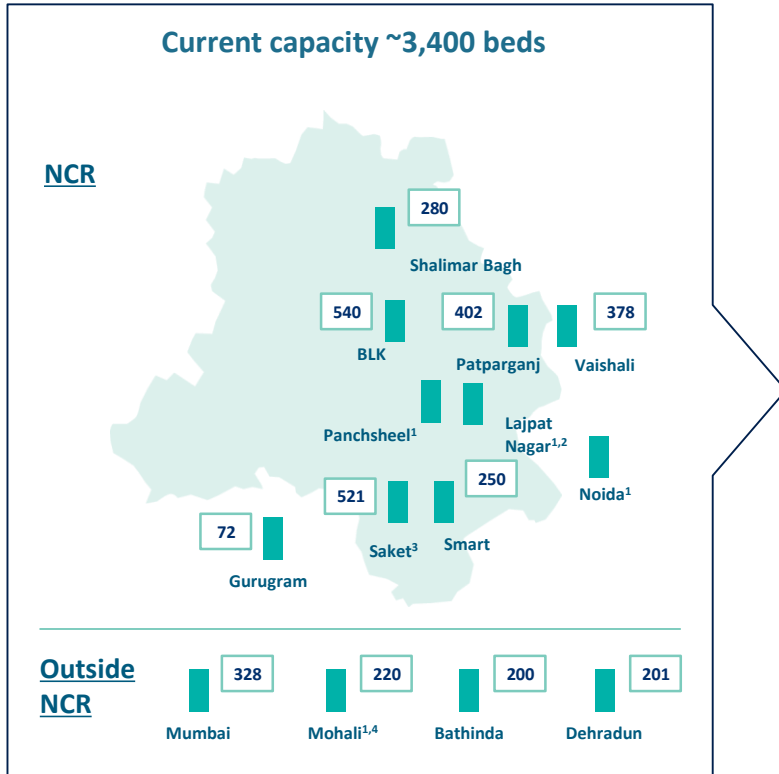 Current capacity ~3,400 beds
NCR
280
Shalimar Bagh
540
BLK
402
Patparganj
378
Vaishali
Panchsheel¹
Lajpat
Nagar¹,²
Noida¹
521
Saket³
250
Smart
72
Gurugram
Outside
NCR
328
Mumbai
220
Mohali¹,⁴
200
Bathinda
201
Dehradun